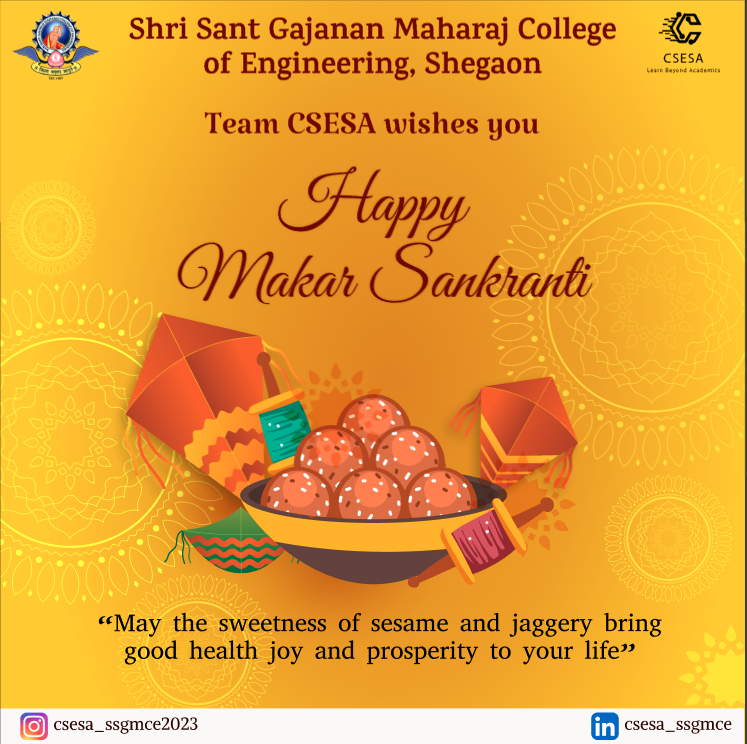 Shri Sant Gajanan Maharaj College
of Engineering, Shegaon
CSESA
Learn Beyond Academics
Team CSESA wishes you
Happy
Makar Sankranti
“May the sweetness of sesame and jaggery bring
good health joy and prosperity to your life”
csesa_ssgmce2023
in csesa_ssgmce